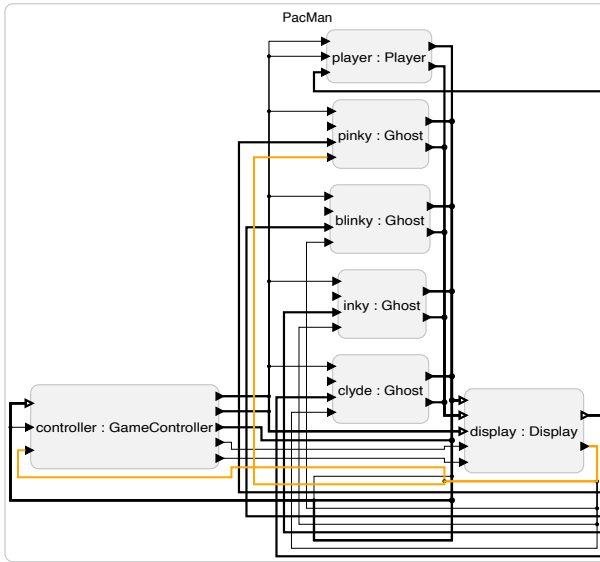 PacMan
player : Player
pinky : Ghost
blinky : Ghost
inky : Ghost
clyde : Ghost
controller : GameController
display : Display